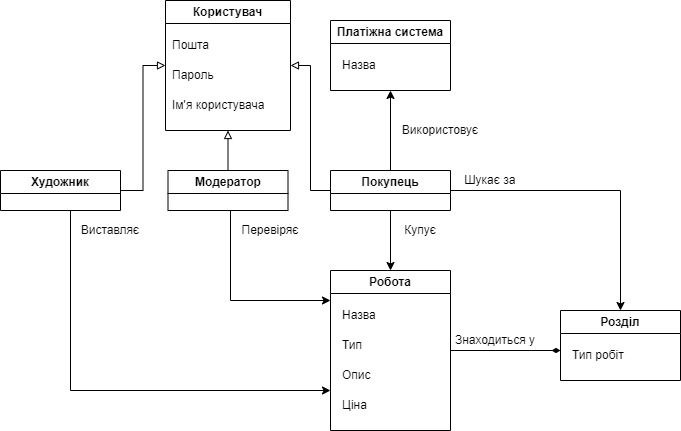 Користувач
Пошта
Пароль
Ім'я користувача
Платіжна система
Назва
Використовує
Художник
Модератор
Покупець
Шукає за
Виставляє
Перевіряє
Купує
Робота
Назва
Тип
Опис
Ціна
Знаходиться у
Розділ
Тип робіт